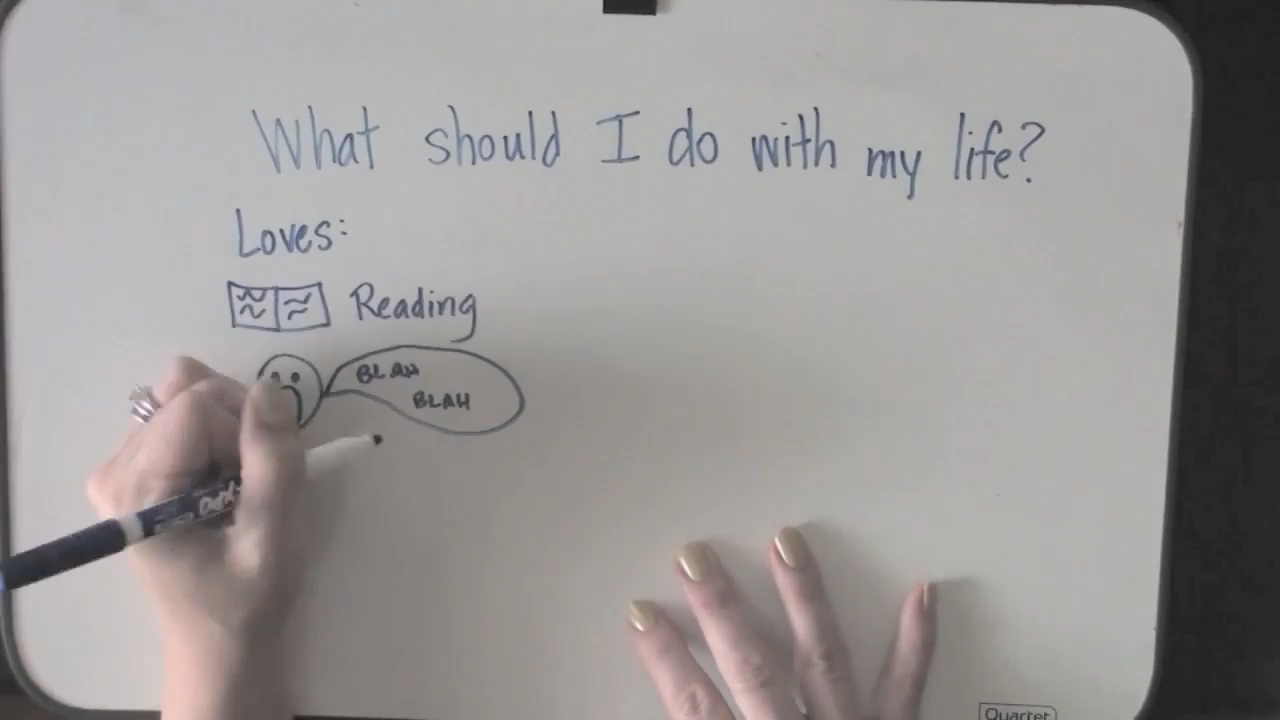 What should I do with my life?
Loves:
Reading
BLAH
BLAH
Quartet